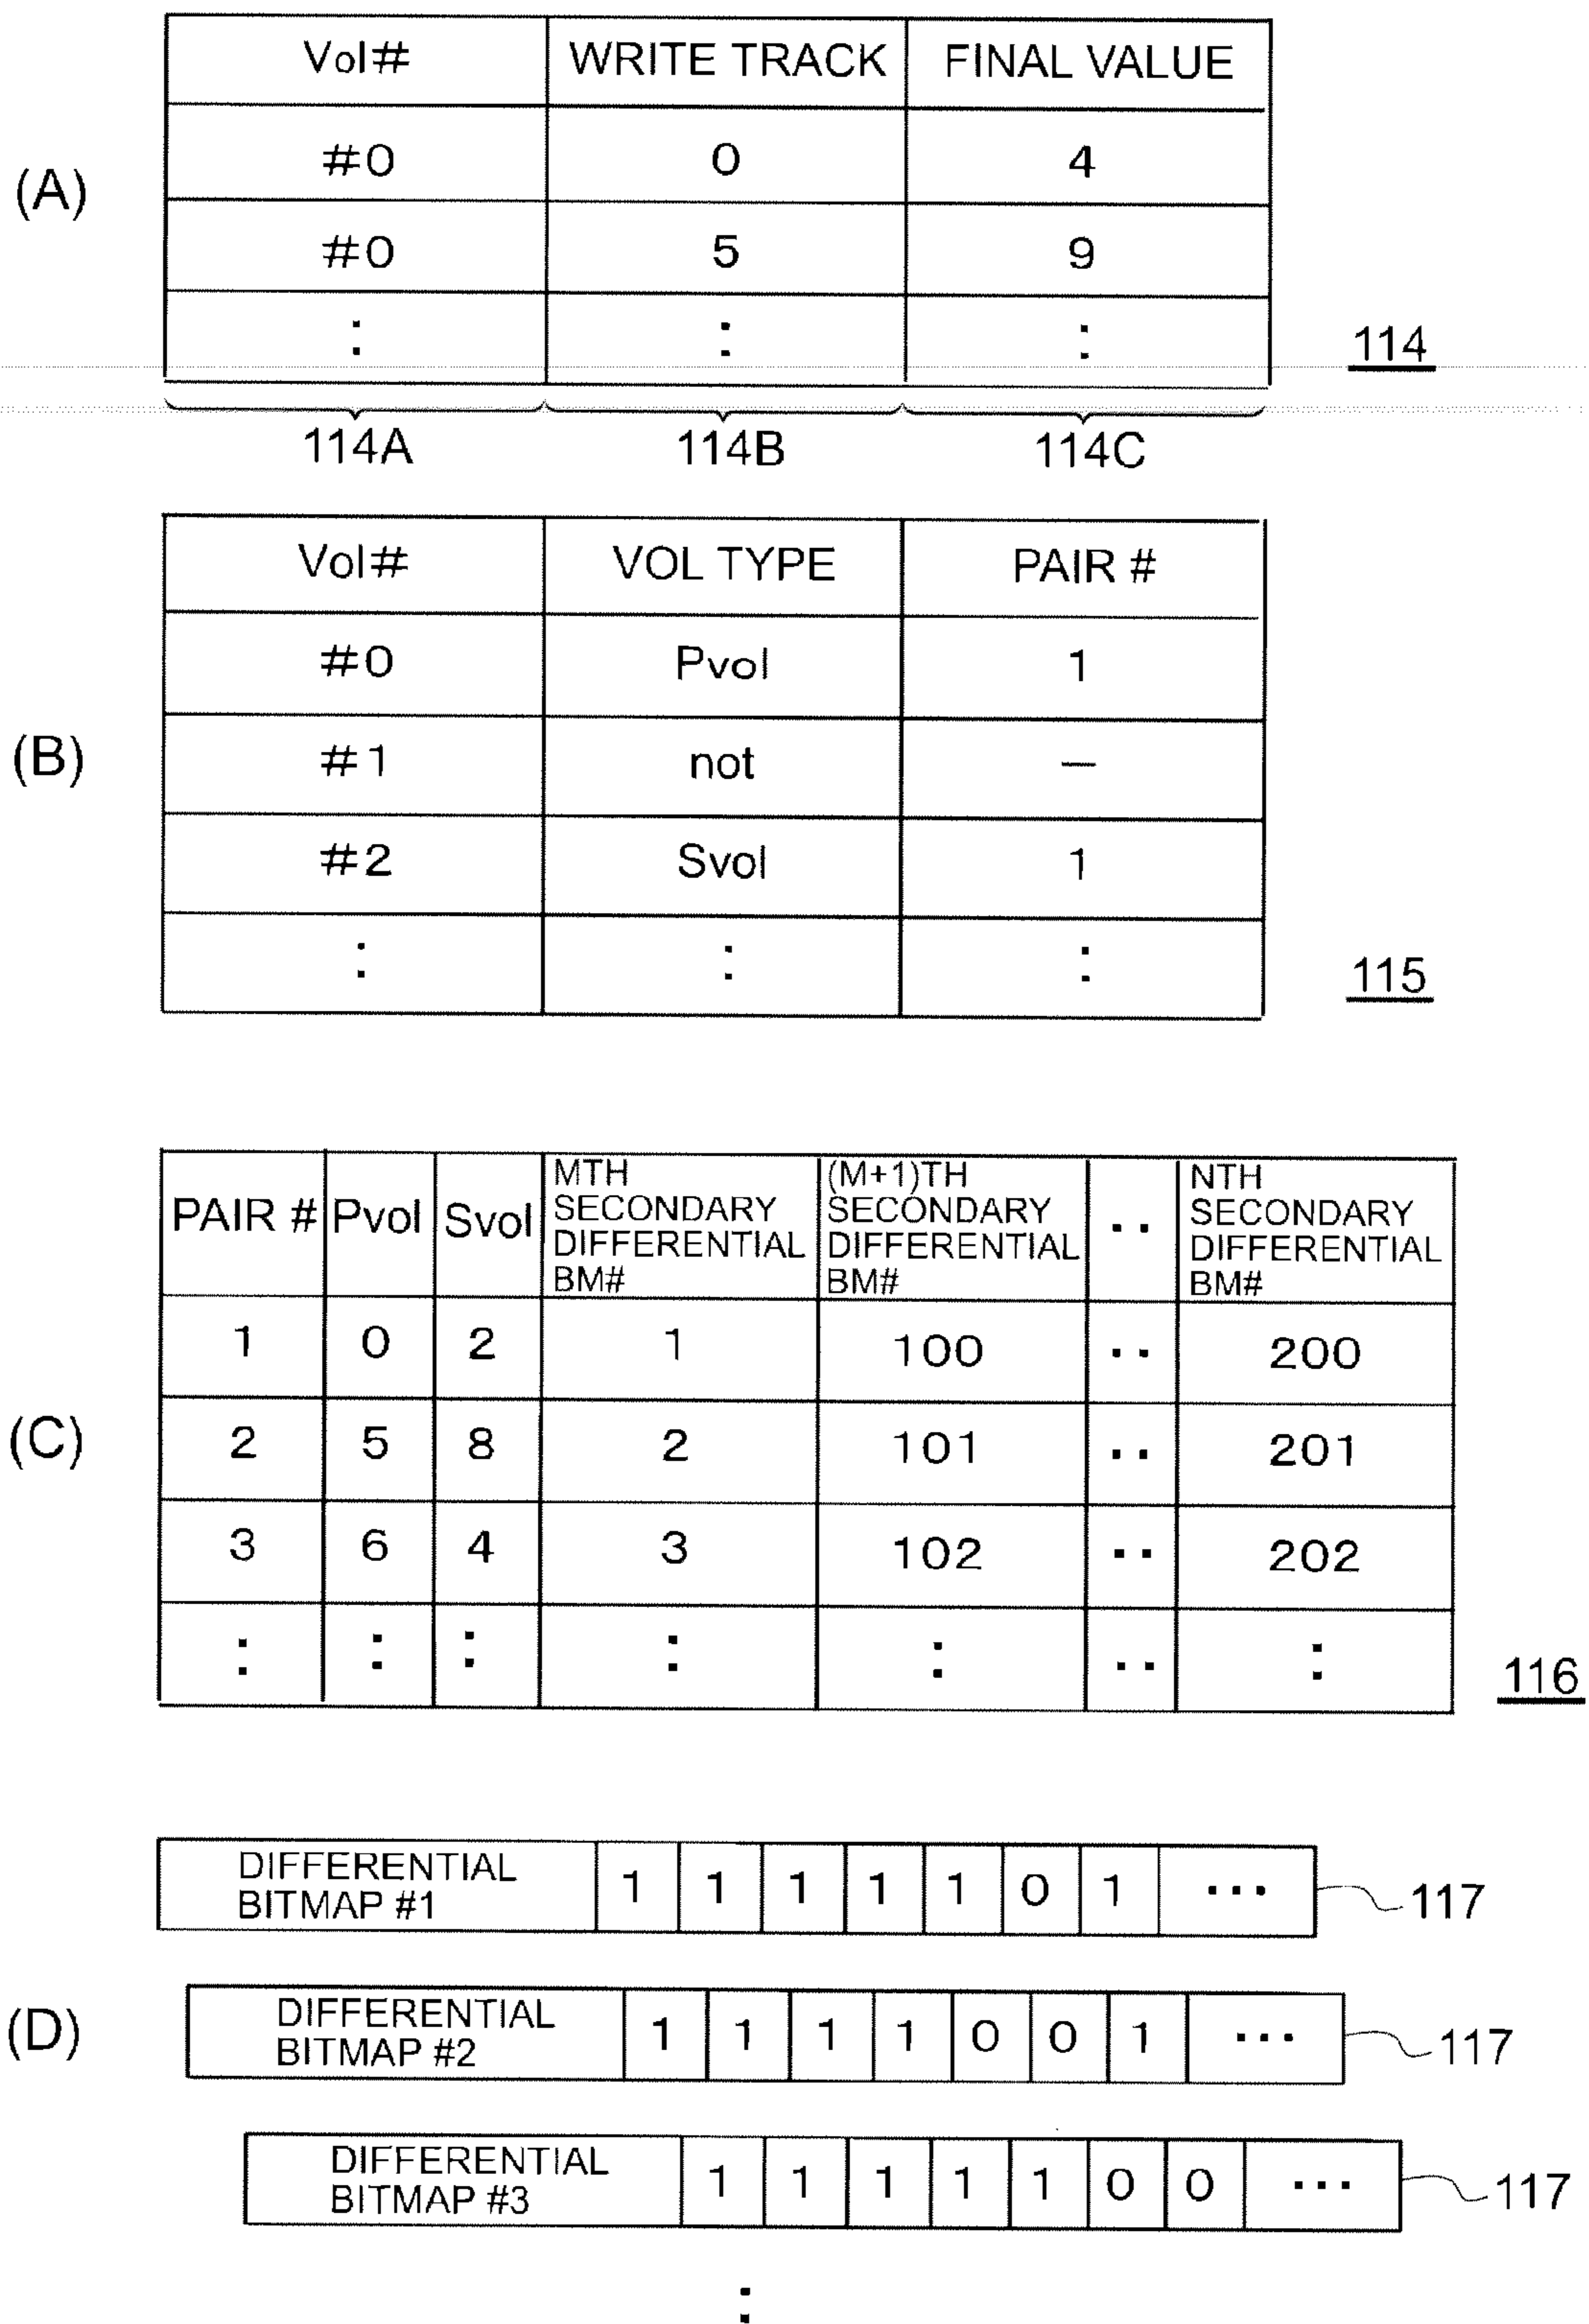 (A)
Vol# WRITE TRACK FINAL VALUE
#0 0 4
#0 5 9
: : :
114
114A 114B 114C
(B)
Vol# VOL TYPE PAIR #
#0 Pvol 1
#1 not —
#2 Svol 1
: : :
115
(C)
PAIR # Pvol Svol MTH SECONDARY DIFFERENTIAL BM# (M+1)TH SECONDARY DIFFERENTIAL BM# ·· NTH SECONDARY DIFFERENTIAL BM#
1 0 2 1 100 ·· 200
2 5 8 2 101 ·· 201
3 6 4 3 102 ·· 202
: : : : : ·· :
116
(D)
DIFFERENTIAL
BITMAP #1 1 1 1 1 1 0 1 ··· 117
DIFFERENTIAL
BITMAP #2 1 1 1 1 0 0 1 ··· 117
DIFFERENTIAL
BITMAP #3 1 1 1 1 1 0 0 ··· 117
: